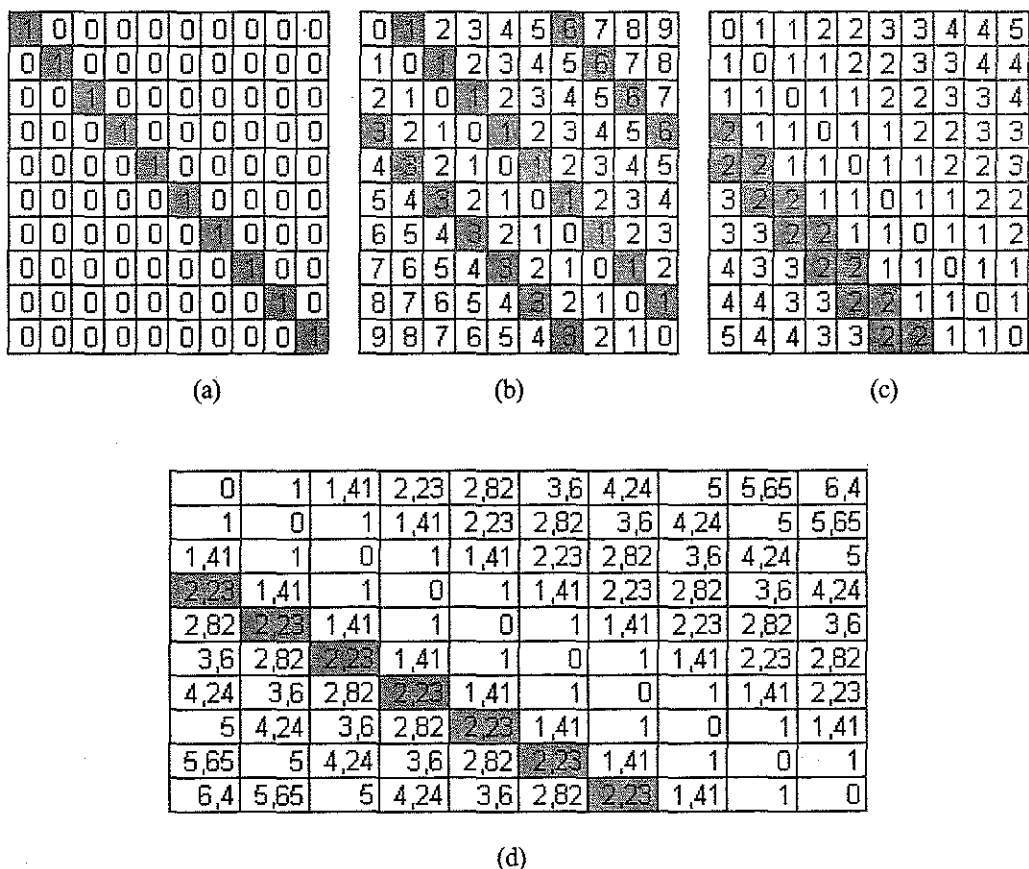 1 0 0 0 0 0 0 0 0 0 0 1 2 3 4 5 6 7 8 9 0 1 1 2 2 3 3 4 4 5
0 1 0 0 0 0 0 0 0 0 1 0 1 2 3 4 5 6 7 8 1 0 1 1 2 2 3 3 4 4
0 0 1 0 0 0 0 0 0 0 2 1 0 1 2 3 4 5 6 7 1 1 0 1 1 2 2 3 3 4
0 0 0 1 0 0 0 0 0 0 3 2 1 0 1 2 3 4 5 6 2 1 1 0 1 1 2 2 3 3
0 0 0 0 1 0 0 0 0 0 4 3 2 1 0 1 2 3 4 5 2 2 1 1 0 1 1 2 2 3
0 0 0 0 0 1 0 0 0 0 5 4 3 2 1 0 1 2 3 4 3 2 2 1 1 0 1 1 2 2
0 0 0 0 0 0 1 0 0 0 6 5 4 3 2 1 0 1 2 3 3 3 2 2 1 1 0 1 1 2
0 0 0 0 0 0 0 1 0 0 7 6 5 4 3 2 1 0 1 2 4 3 3 2 2 1 1 0 1 1
0 0 0 0 0 0 0 0 1 0 8 7 6 5 4 3 2 1 0 1 4 4 3 3 2 2 1 1 0 1
0 0 0 0 0 0 0 0 0 1 9 8 7 6 5 4 3 2 1 0 5 4 4 3 3 2 2 1 1 0
(a) (b) (c)
0 1 1,41 2,23 2,82 3,6 4,24 5 5,65 6,4
1 0 1 1,41 2,23 2,82 3,6 4,24 5 5,65
1,41 1 0 1 1,41 2,23 2,82 3,6 4,24 5
2,23 1,41 1 0 1 1,41 2,23 2,82 3,6 4,24
2,82 2,23 1,41 1 0 1 1,41 2,23 2,82 3,6
3,6 2,82 2,23 1,41 1 0 1 1,41 2,23 2,82
4,24 3,6 2,82 2,23 1,41 1 0 1 1,41 2,23
5 4,24 3,6 2,82 2,23 1,41 1 0 1 1,41
5,65 5 4,24 3,6 2,82 2,23 1,41 1 0 1
6,4 5,65 5 4,24 3,6 2,82 2,23 1,41 1 0
(d)